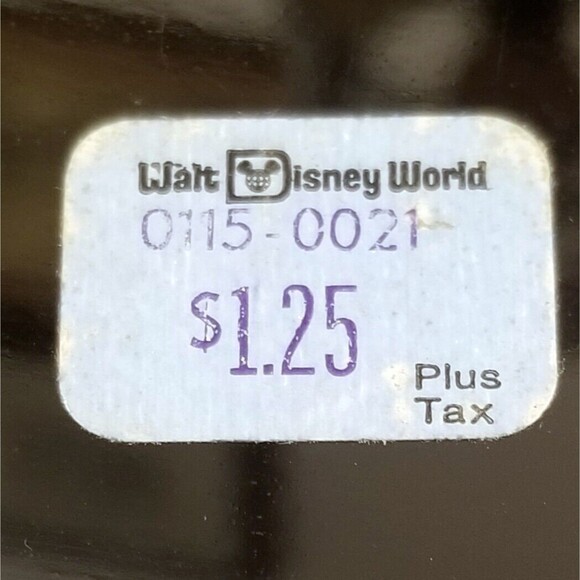 Walt Disney World
0115-0021
$1.25
Plus
Tax